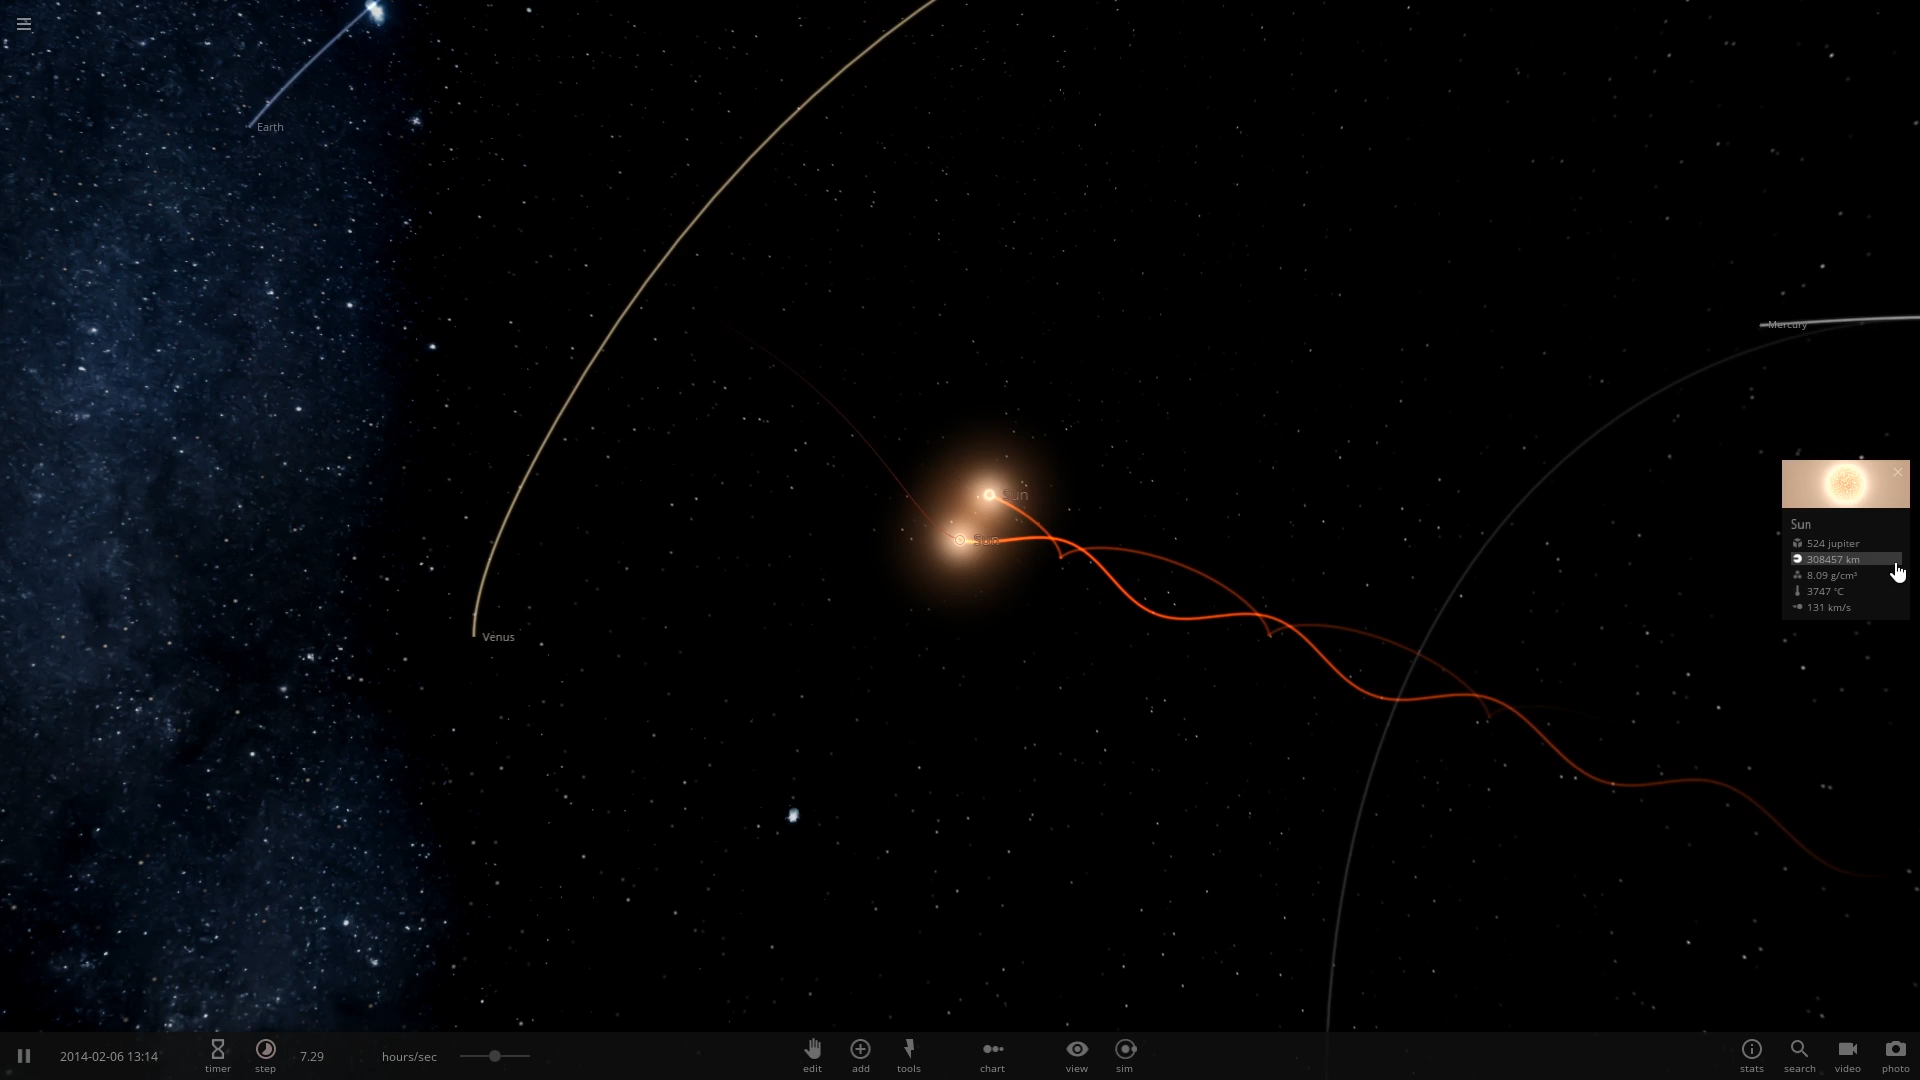 Earth
Mercury
Sun
Sun
Venus
Sun
524 jupiter
308457 km
8.09 g/cm³
3747 °C
131 km/s
2014-02-06 13:14
timer
step
7.29
hours/sec
edit
add
tools
chart
view
sim
stats
search
video
photo